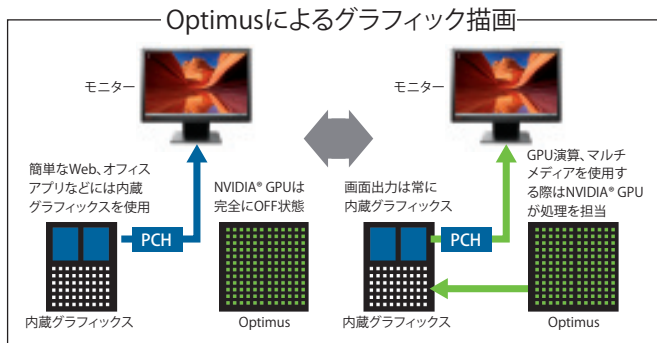 Optimusによるグラフィック描画
モニター
簡単なWeb、オフィス
アプリなどには内蔵
グラフィックスを使用
NVIDIA® GPUは
完全にOFF状態
PCH
内蔵グラフィックス
Optimus
モニター
画面出力は常に
内蔵グラフィックス
GPU演算、マルチ
メディアを使用す
る際はNVIDIA® GPU
が処理を担当
PCH
内蔵グラフィックス
Optimus